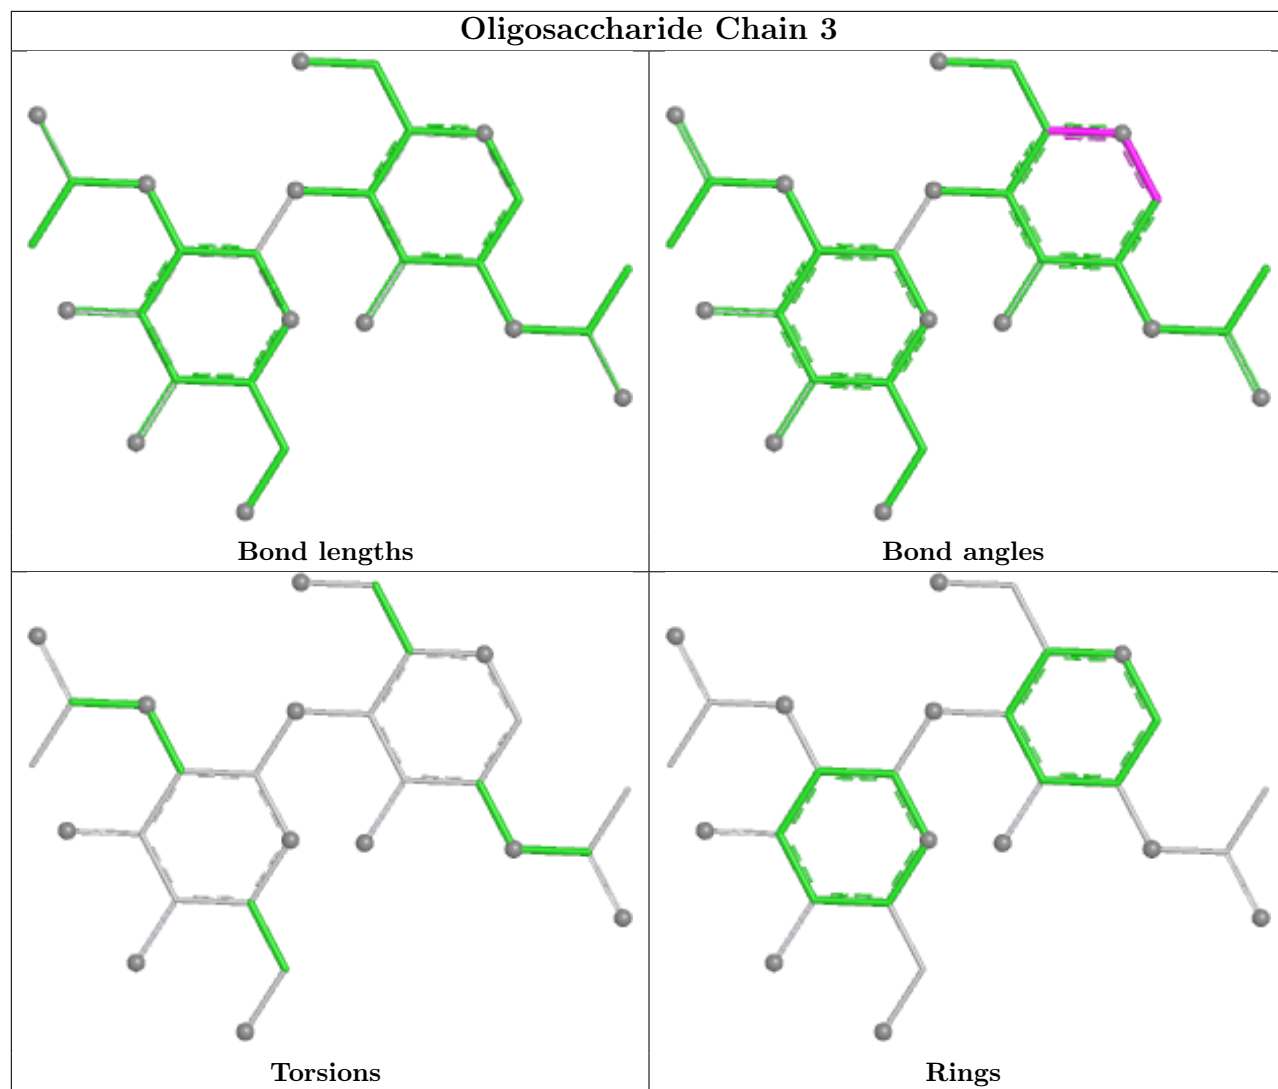 Oligosaccharide Chain 3
Bond lengths
Bond angles
Torsions
Rings